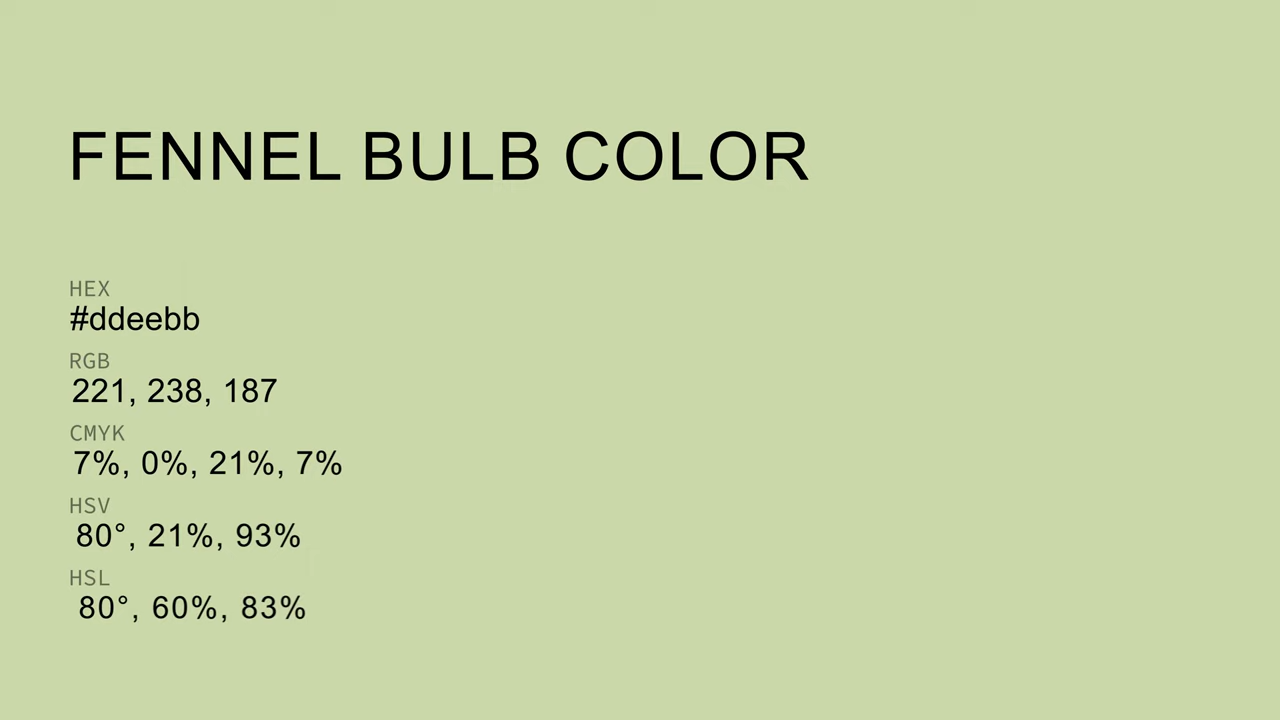 FENNEL BULB COLOR
HEX
#ddeebb
RGB
221, 238, 187
CMYK
7%, 0%, 21%, 7%
HSV
80°, 21%, 93%
HSL
80°, 60%, 83%